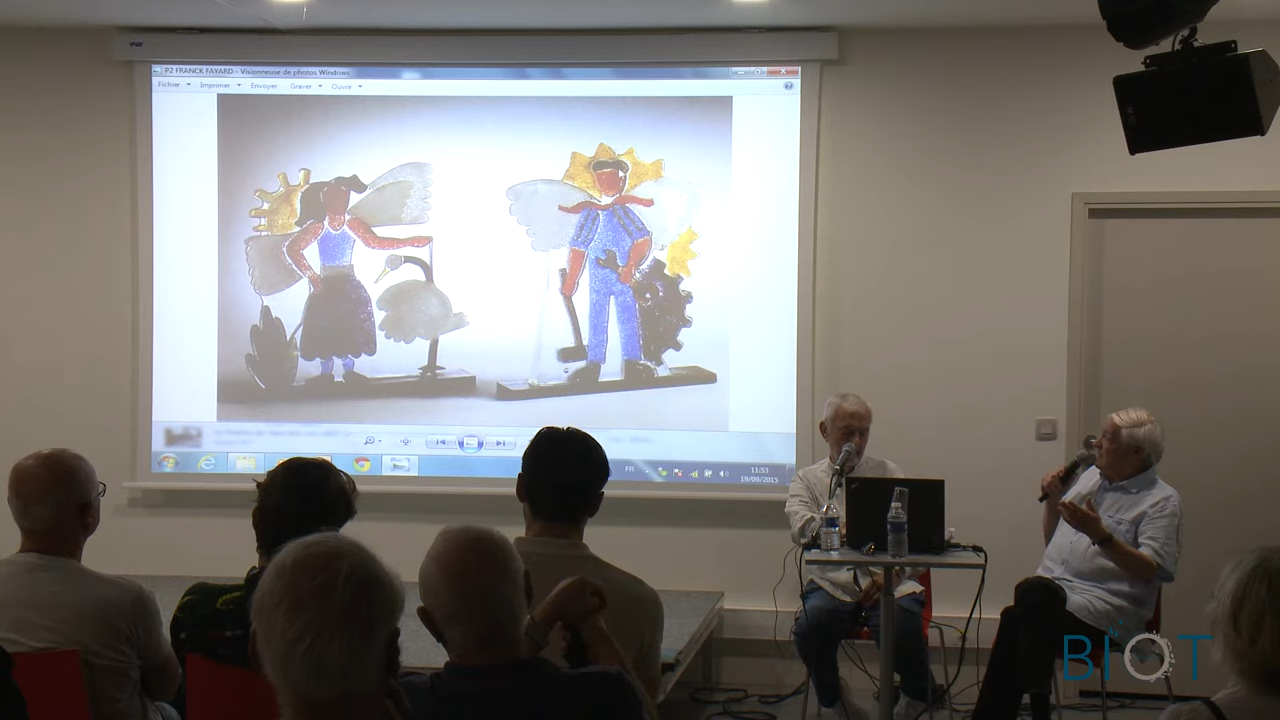 P2 FRANCK FAYARD - Visionneuse de photos Windows
Fichier Imprimer Envoyer Graver Ouvrir
FR
11:53
19/09/2015
BIOT